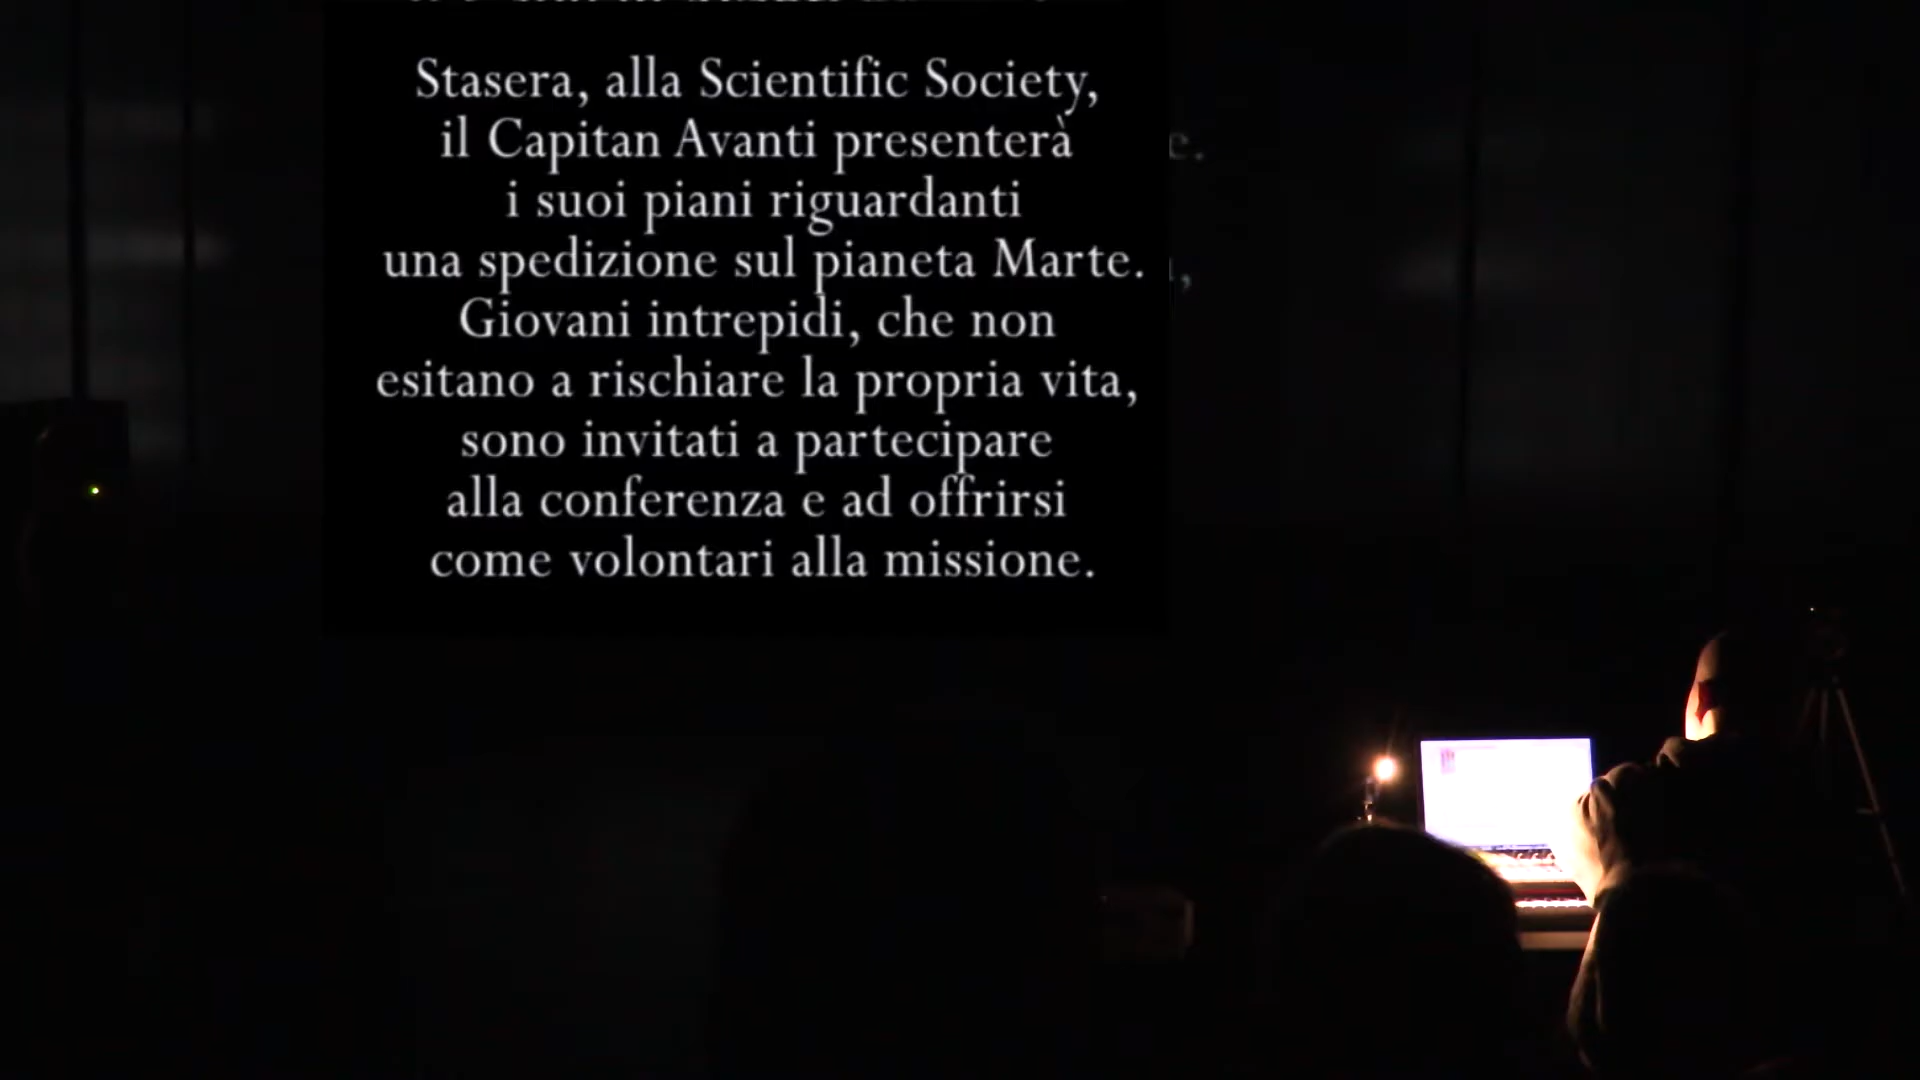 Stasera, alla Scientific Society,
il Capitan Avanti presenterà
i suoi piani riguardanti
una spedizione sul pianeta Marte.
Giovani intrepidi, che non
esitano a rischiare la propria vita,
sono invitati a partecipare
alla conferenza e ad offrirsi
come volontari alla missione.